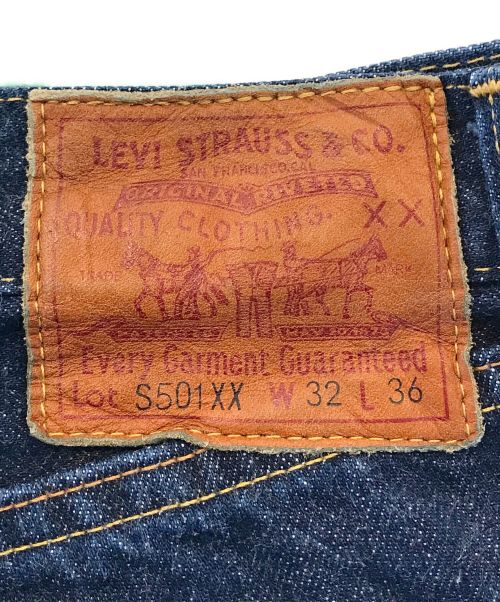 LEVI STRAUSS & CO.
SAN FRANCISCO, CAL.
ORIGINAL RIVETED
QUALITY CLOTHING. XX
TRADE MARK
Every Garment Guaranteed
Lot S501XX W 32 L 36